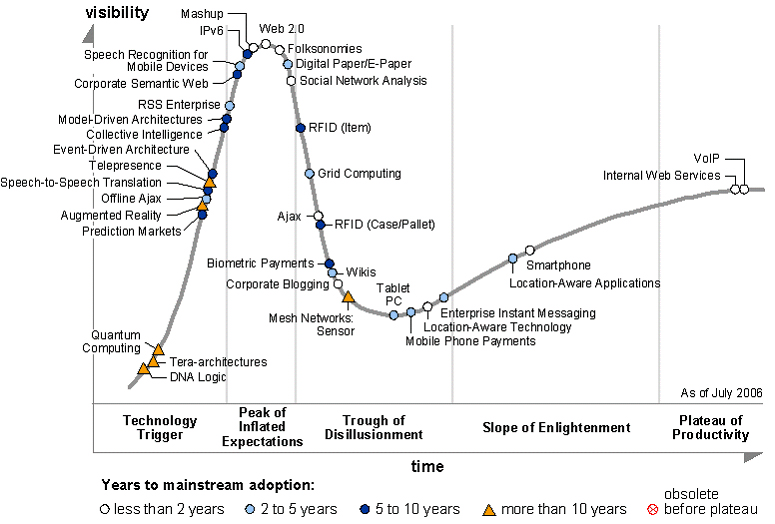 visibility
Mashup
IPv6
Web 2.0
Folksonomies
Speech Recognition for
Mobile Devices
Digital Paper/E-Paper
Corporate Semantic Web
Social Network Analysis
RSS Enterprise
Model-Driven Architectures
Collective Intelligence
RFID (Item)
Event-Driven Architecture
Telepresence
Speech-to-Speech Translation
Grid Computing
Offline Ajax
Augmented Reality
Prediction Markets
Ajax
RFID (Case/Pallet)
VoIP
Internal Web Services
Biometric Payments
Wikis
Corporate Blogging
Mesh Networks:
Sensor
Tablet
PC
Smartphone
Location-Aware Applications
Enterprise Instant Messaging
Location-Aware Technology
Mobile Phone Payments
Quantum
Computing
Tera-architectures
DNA Logic
As of July 2006
Technology
Trigger
Peak of
Inflated
Expectations
Trough of
Disillusionment
Slope of Enlightenment
Plateau of
Productivity
time
Years to mainstream adoption:
less than 2 years
2 to 5 years
5 to 10 years
more than 10 years
obsolete
before plateau